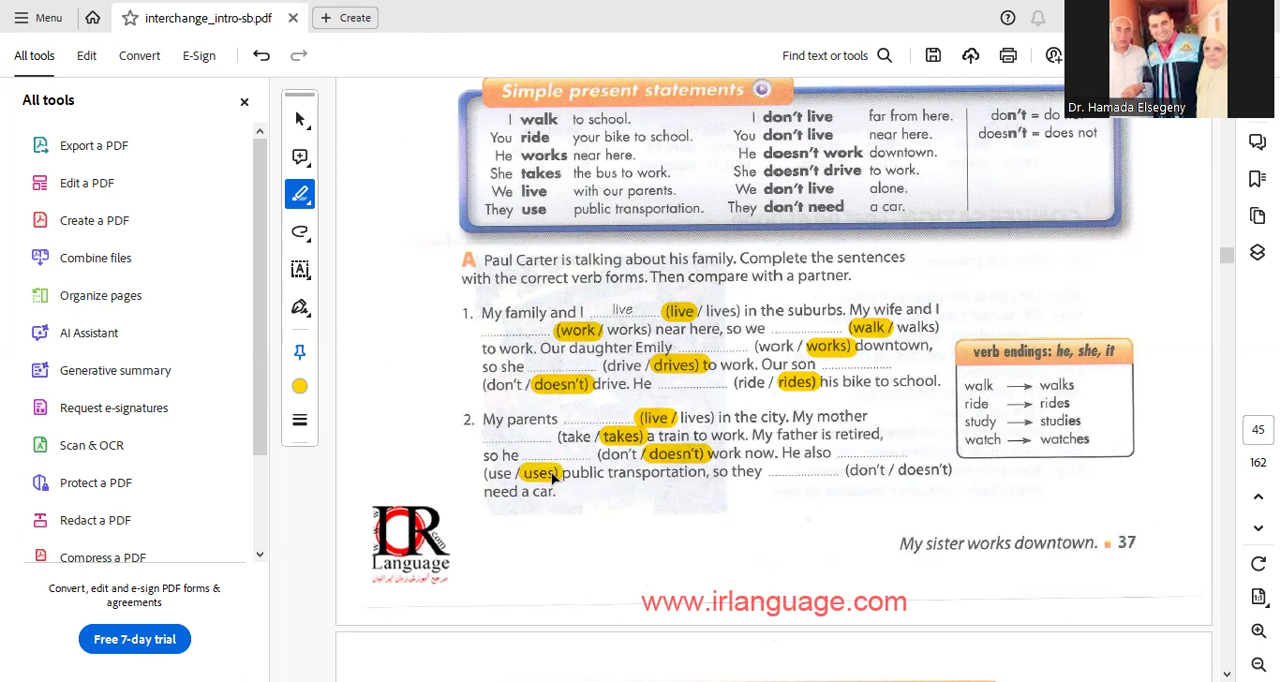 Menu
interchange_intro-sb.pdf
Create
All tools
Edit
Convert
E-Sign
Find text or tools
Dr. Hamada Elsegeny
All tools
Export a PDF
Edit a PDF
Create a PDF
Combine files
Organize pages
AI Assistant
Generative summary
Request e-signatures
Scan & OCR
Protect a PDF
Redact a PDF
Compress a PDF
Convert, edit and e-sign PDF forms &
agreements
Free 7-day trial
Simple present statements
I walk to school. I don't live far from here. don't = do
You ride your bike to school. You don't live near here. doesn't = does not
He works near here. He doesn't work downtown.
She takes the bus to work. She doesn't drive to work.
We live with our parents. We don't live alone.
They use public transportation. They don't need a car.
A Paul Carter is talking about his family. Complete the sentences
with the correct verb forms. Then compare with a partner.
1. My family and I live (live / lives) in the suburbs. My wife and I
(work / works) near here, so we (walk / walks)
to work. Our daughter Emily (work / works) downtown,
so she (drive / drives) to work. Our son
(don't / doesn't) drive. He (ride / rides) his bike to school.
2. My parents (live / lives) in the city. My mother
(take / takes) a train to work. My father is retired,
so he (don't / doesn't) work now. He also
(use / uses) public transportation, so they (don't / doesn't)
need a car.
verb endings: he, she, it
walk → walks
ride → rides
study → studies
watch → watches
IR
.com
Language
مرجع آموزش زبان ایرانیان
My sister works downtown. 37
www.irlanguage.com
45
162